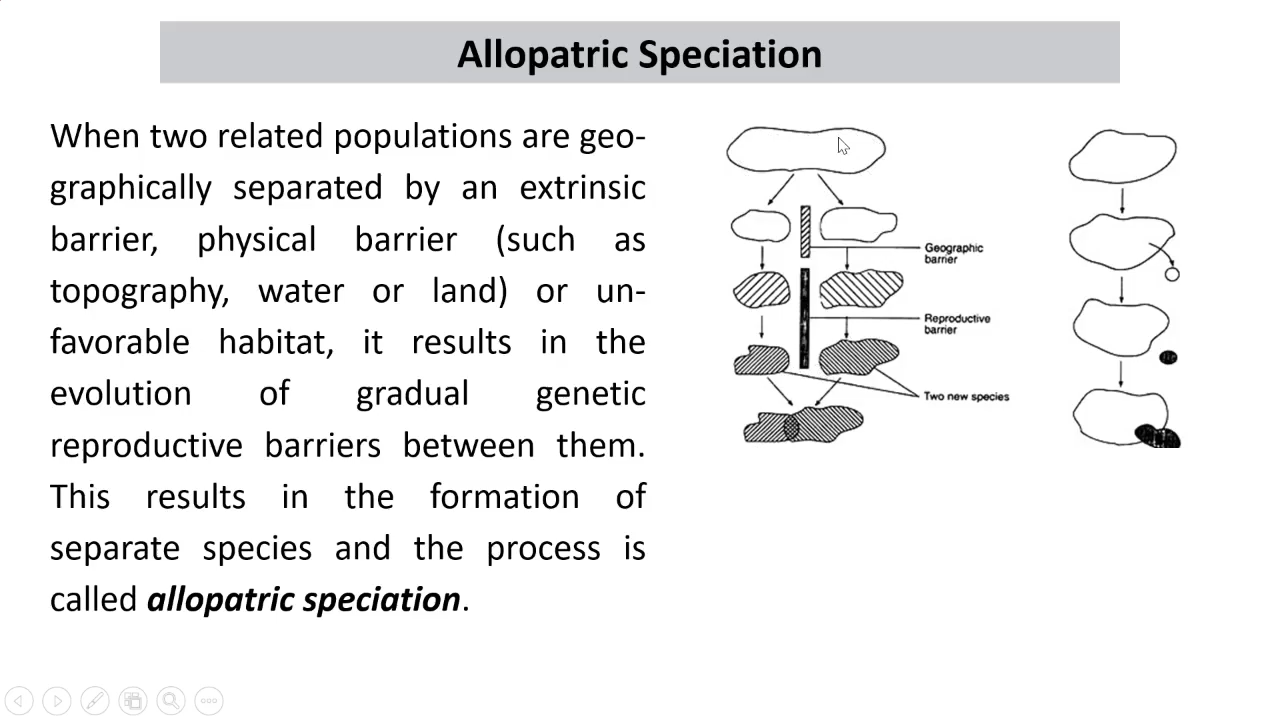 Allopatric Speciation
When two related populations are geo-
graphically separated by an extrinsic
barrier, physical barrier (such as
topography, water or land) or un-
favorable habitat, it results in the
evolution of gradual genetic
reproductive barriers between them.
This results in the formation of
separate species and the process is
called allopatric speciation.
Geographic
barrier
Reproductive
barrier
Two new species